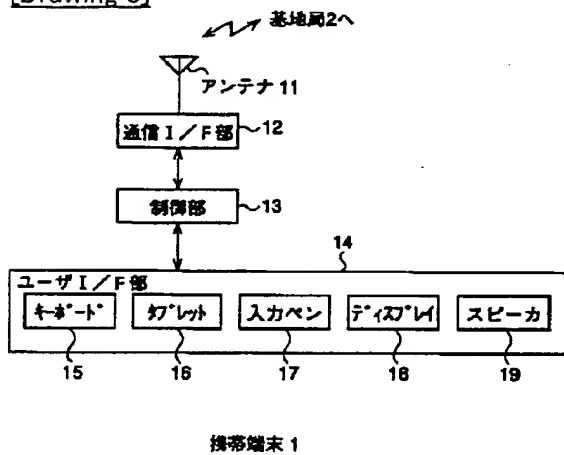 基地局2へ
アンテナ11
通信I/F部 12
制御部 13
14
ユーザI/F部
キーボード タブレット 入力ペン ディスプレイ スピーカ
15 16 17 18 19
携帯端末1